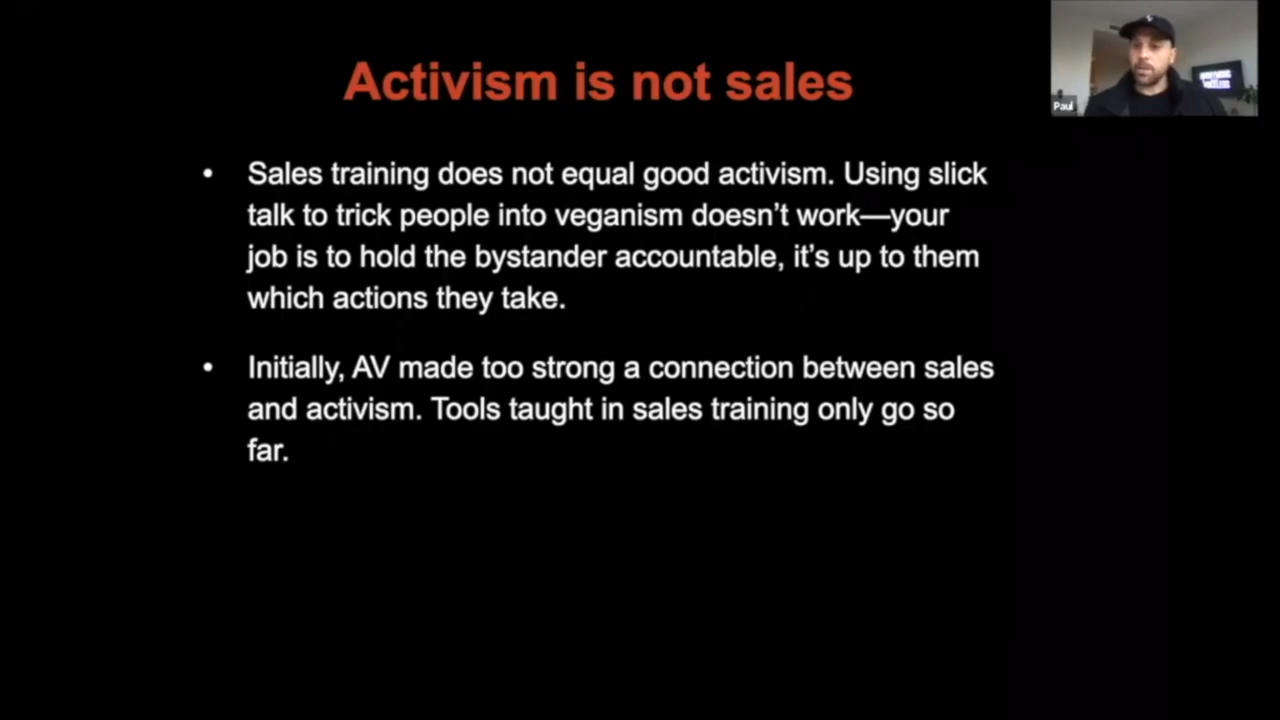 Activism is not sales
Paul
• Sales training does not equal good activism. Using slick
talk to trick people into veganism doesn’t work—your
job is to hold the bystander accountable, it’s up to them
which actions they take.
• Initially, AV made too strong a connection between sales
and activism. Tools taught in sales training only go so
far.